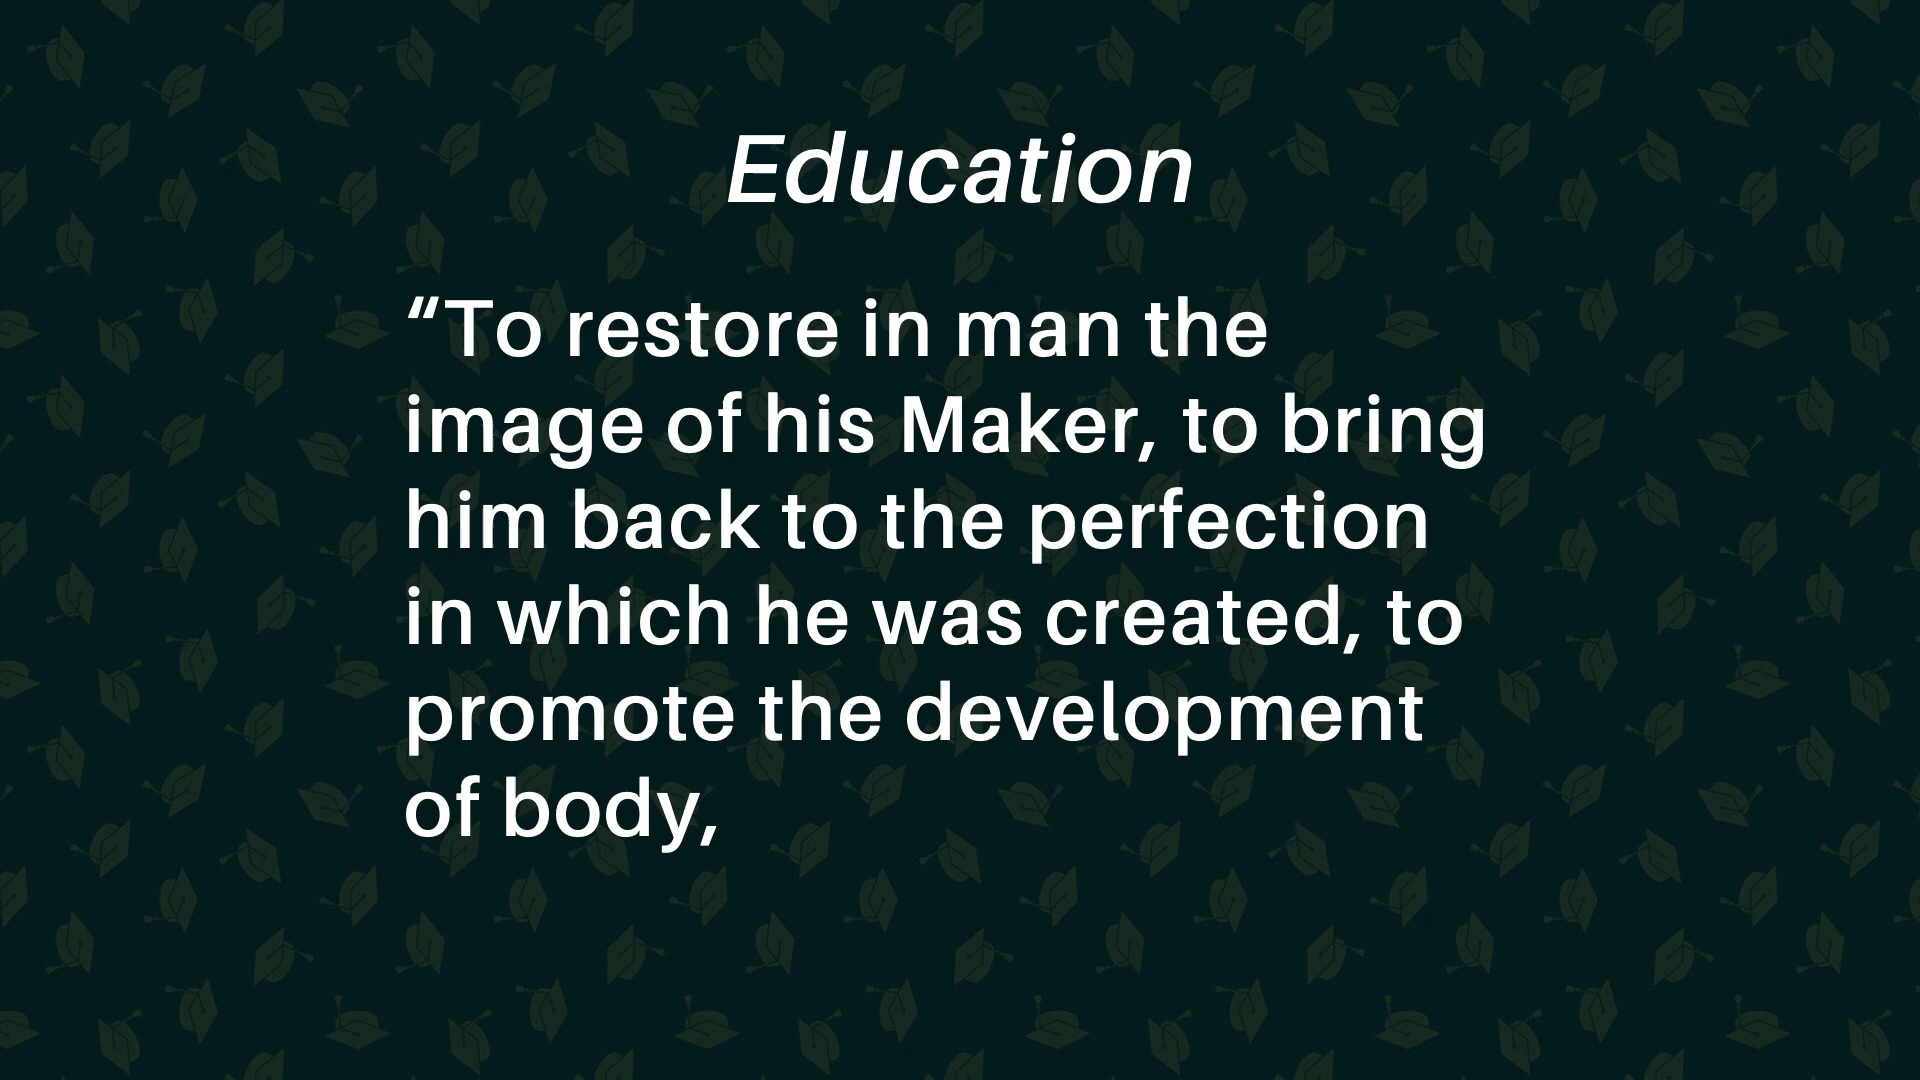 Education
“To restore in man the
image of his Maker, to bring
him back to the perfection
in which he was created, to
promote the development
of body,